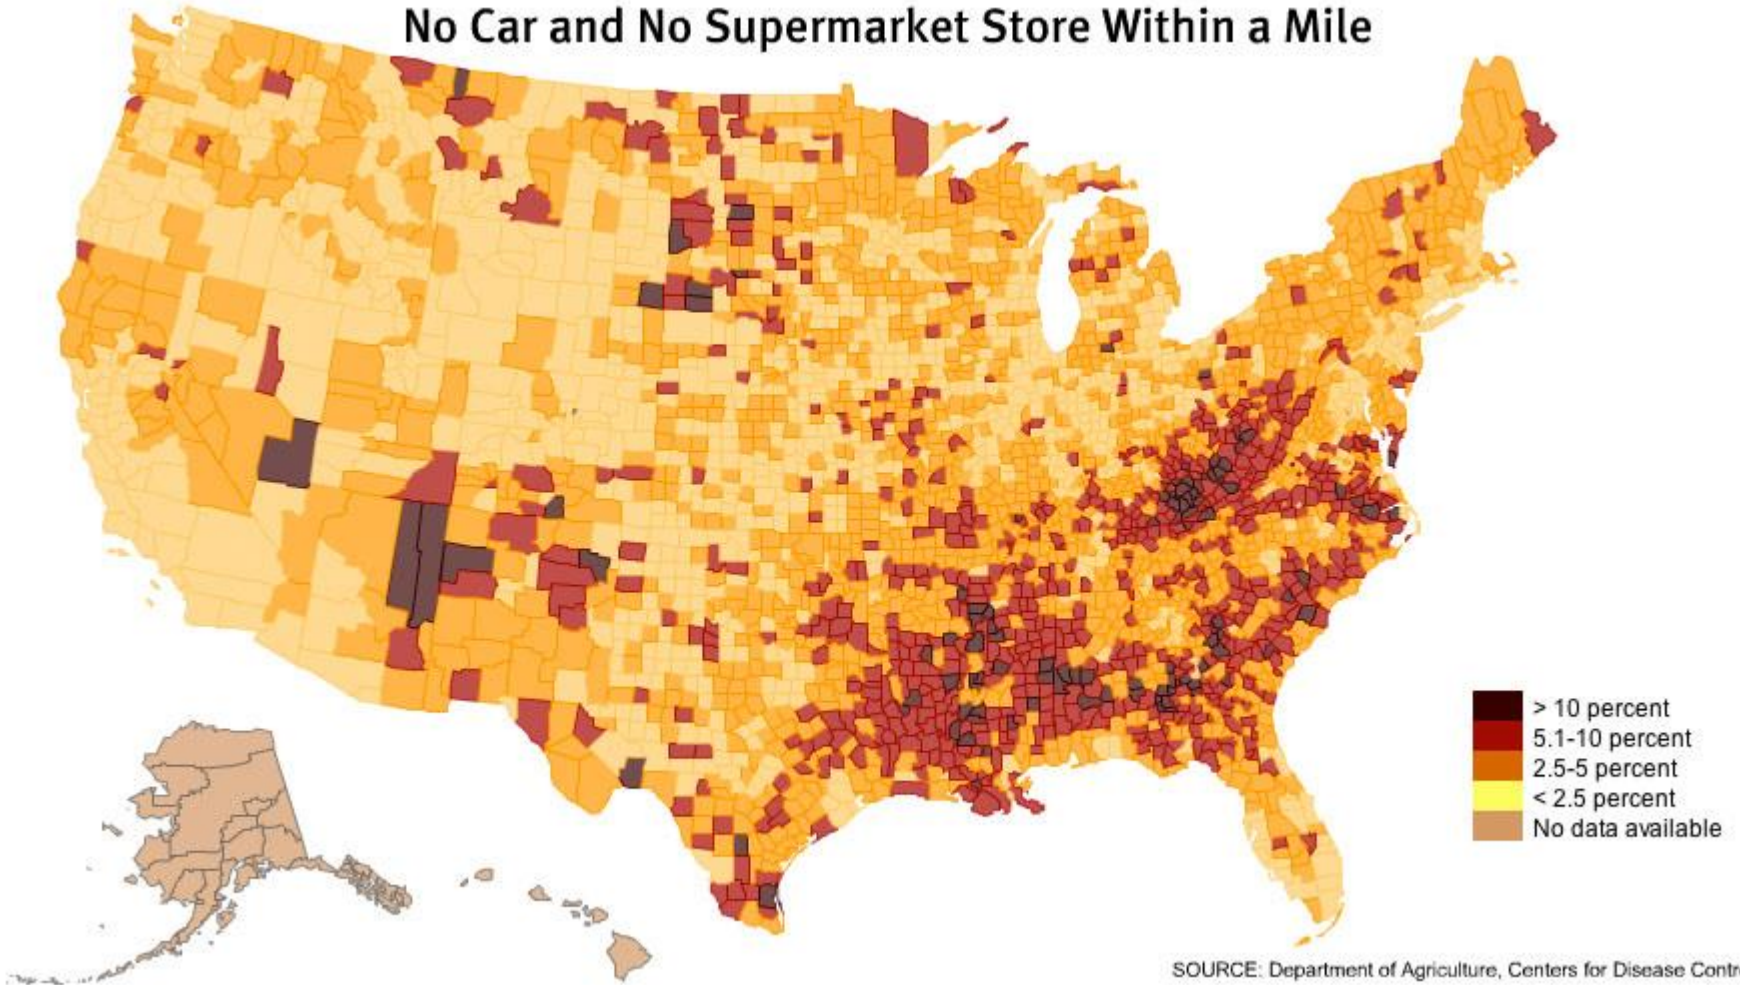 No Car and No Supermarket Store Within a Mile
> 10 percent
5.1-10 percent
2.5-5 percent
< 2.5 percent
No data available
SOURCE: Department of Agriculture, Centers for Disease Contro